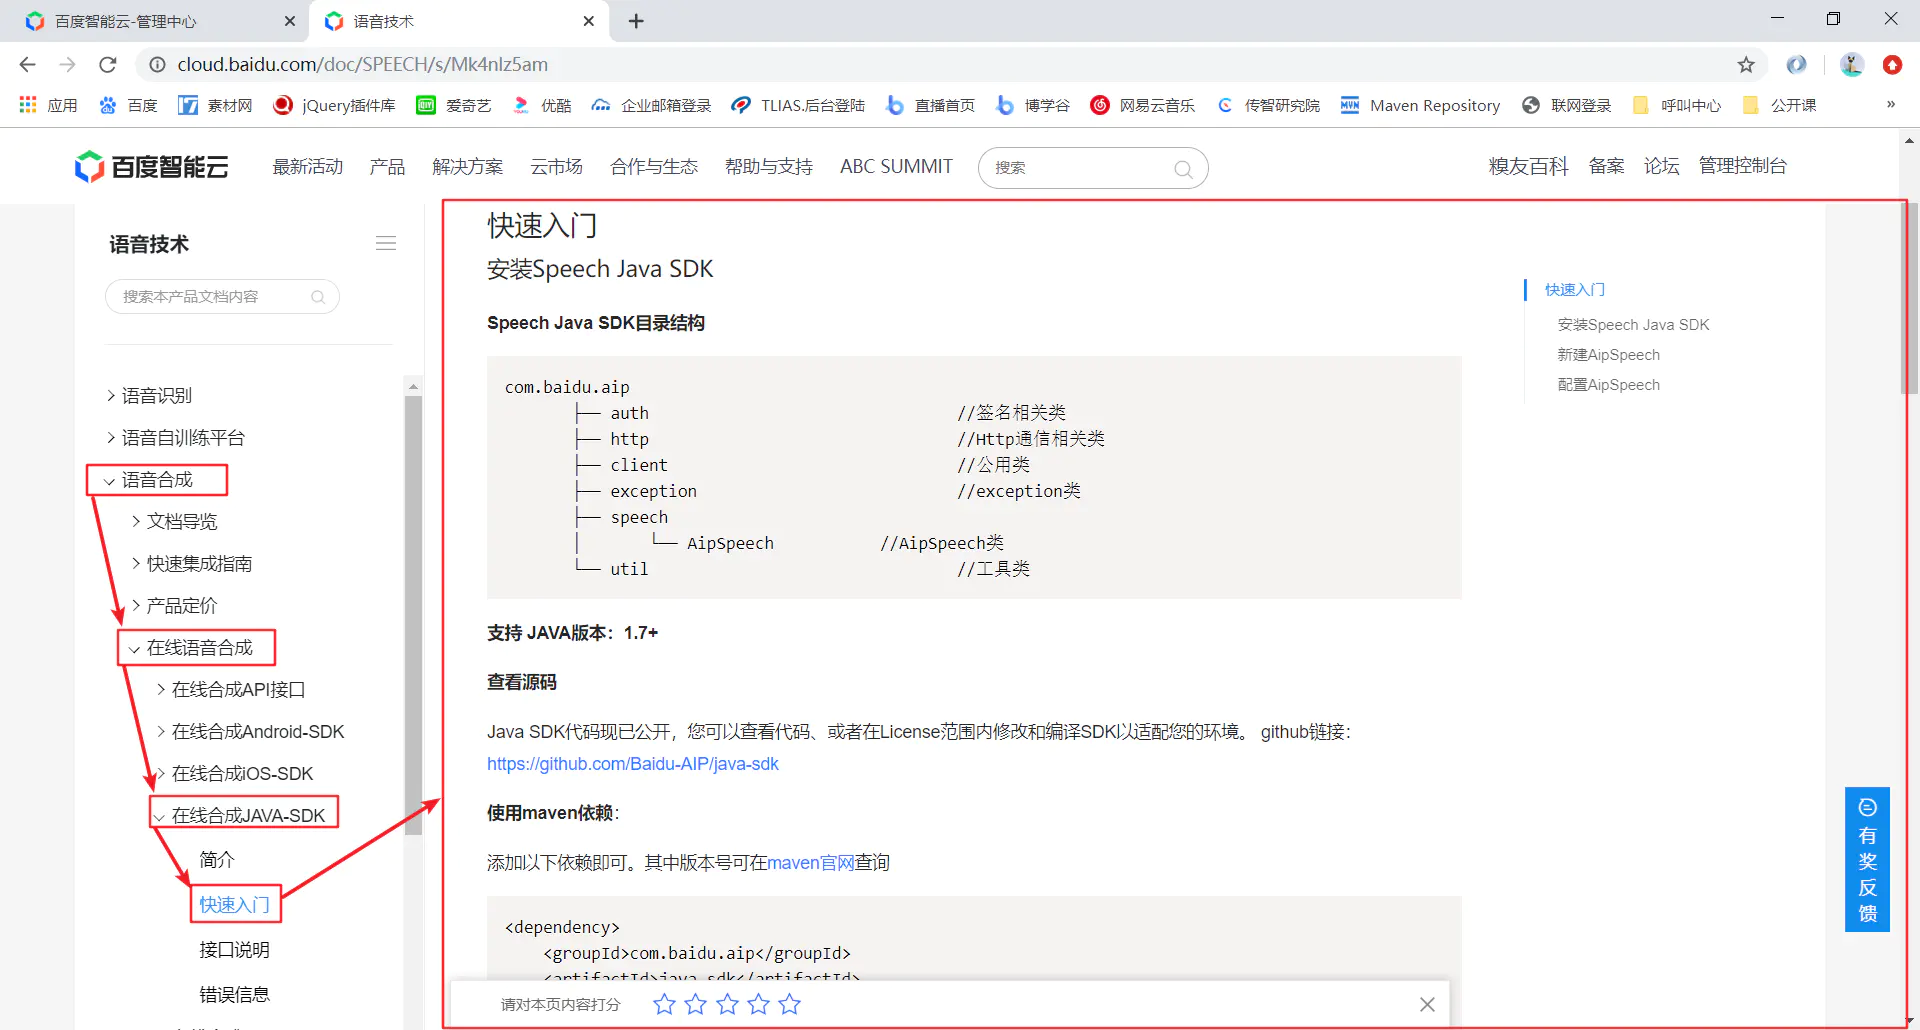 百度智能云-管理中心
语音技术
cloud.baidu.com/doc/SPEECH/s/Mk4nlz5am
应用 百度 素材网 jQuery插件库 爱奇艺 优酷 企业邮箱登录 TLIAS.后台登陆 直播首页 博学谷 网易云音乐 传智研究院 Maven Repository 联网登录 呼叫中心 公开课 »
百度智能云 最新活动 产品 解决方案 云市场 合作与生态 帮助与支持 ABC SUMMIT 搜索 糗友百科 备案 论坛 管理控制台
语音技术
搜索本产品文档内容
语音识别
语音自训练平台
语音合成
文档导览
快速集成指南
产品定价
在线语音合成
在线合成API接口
在线合成Android-SDK
在线合成iOS-SDK
在线合成JAVA-SDK
简介
快速入门
接口说明
错误信息
快速入门
安装Speech Java SDK
Speech Java SDK目录结构
com.baidu.aip
├── auth //签名相关类
├── http //Http通信相关类
├── client //公用类
├── exception //exception类
├── speech
│ └── AipSpeech //AipSpeech类
└── util //工具类
支持 JAVA版本：1.7+
查看源码
Java SDK代码现已公开，您可以查看代码、或者在License范围内修改和编译SDK以适配您的环境。 github链接：
https://github.com/Baidu-AIP/java-sdk
使用maven依赖：
添加以下依赖即可。其中版本号可在maven官网查询
<dependency>
<groupId>com.baidu.aip</groupId>
<artifactId>java-sdk</artifactId>
请对本页内容打分
快速入门
安装Speech Java SDK
新建AipSpeech
配置AipSpeech
有奖反馈